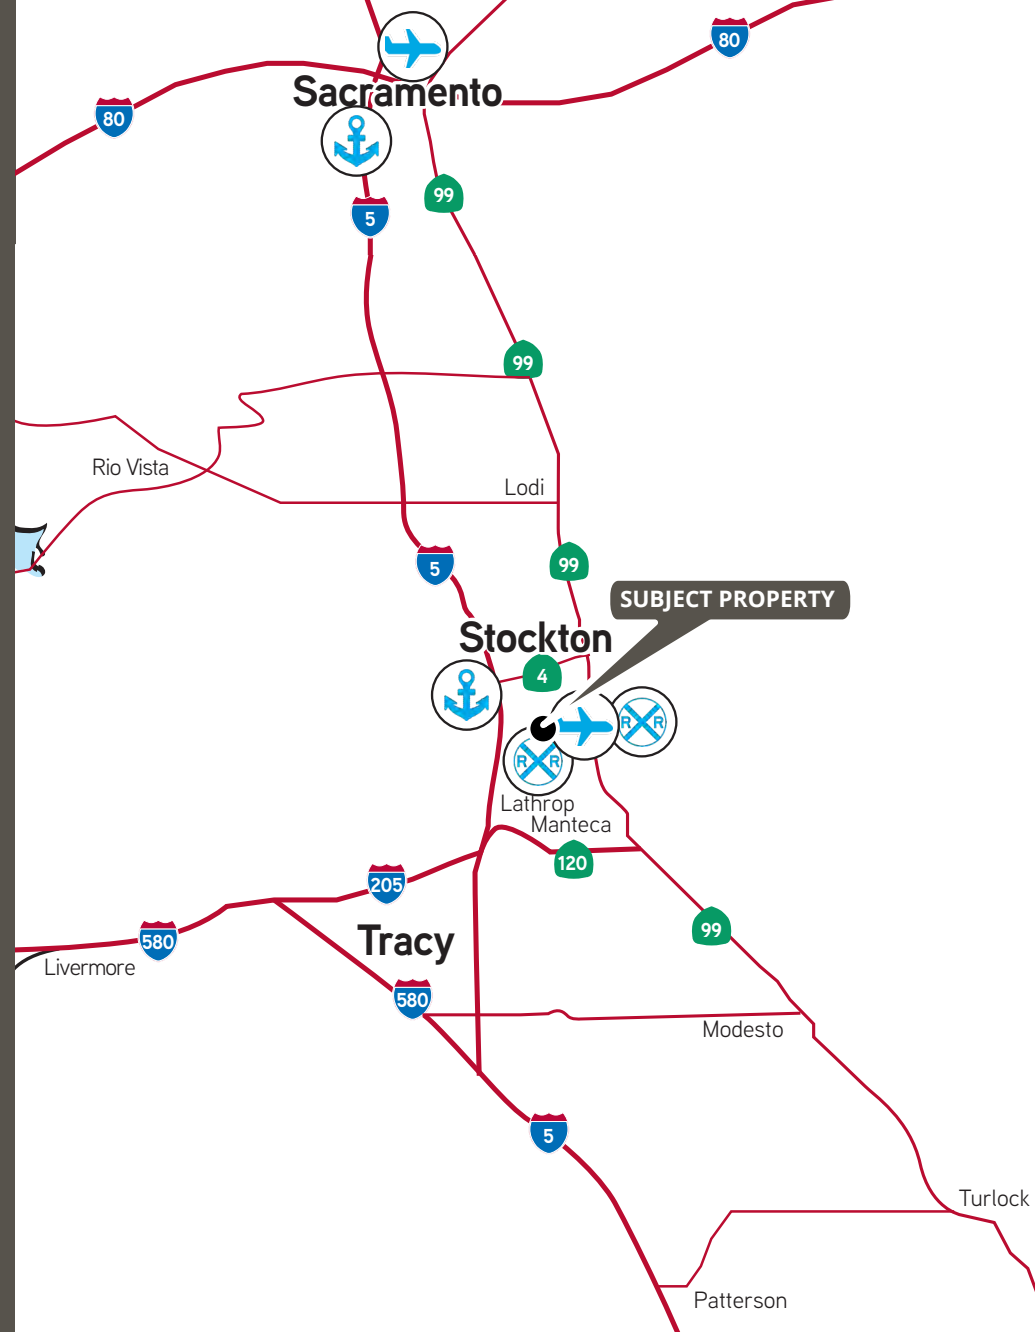 80
Sacramento
80
99
5
99
Rio Vista
Lodi
5
99
SUBJECT PROPERTY
Stockton
4
R R
R R
Lathrop
Manteca
120
205
99
580
Tracy
Livermore
580
Modesto
5
Turlock
Patterson